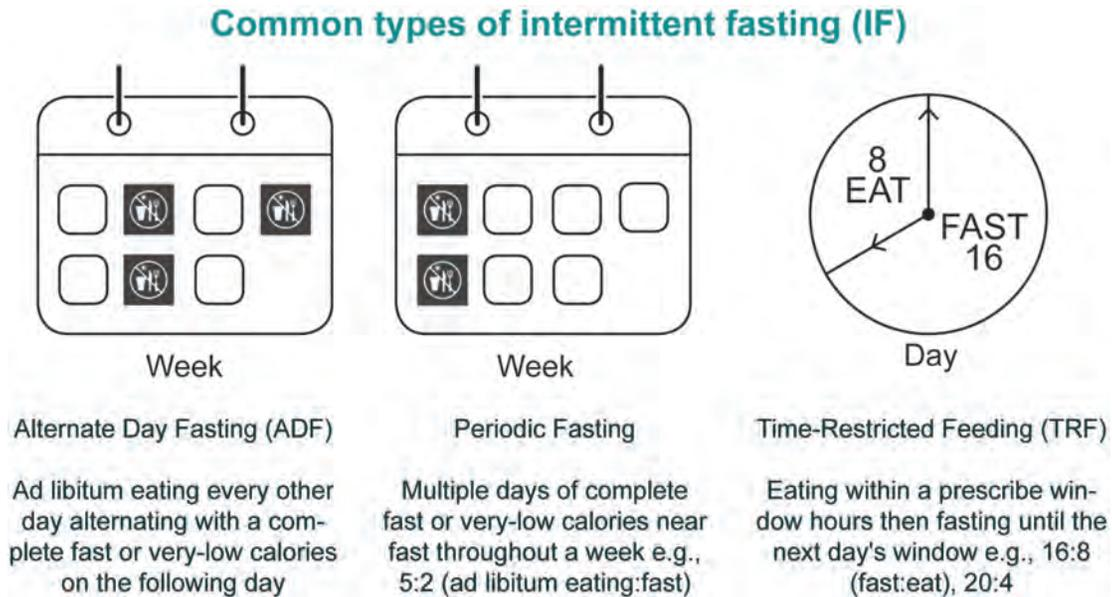 Common types of intermittent fasting (IF)
8
EAT
FAST
16
Week
Week
Day
Alternate Day Fasting (ADF)
Ad libitum eating every other
day alternating with a com-
plete fast or very-low calories
on the following day
Periodic Fasting
Multiple days of complete
fast or very-low calories near
fast throughout a week e.g.,
5:2 (ad libitum eating:fast)
Time-Restricted Feeding (TRF)
Eating within a prescribe win-
dow hours then fasting until the
next day's window e.g., 16:8
(fast:eat), 20:4